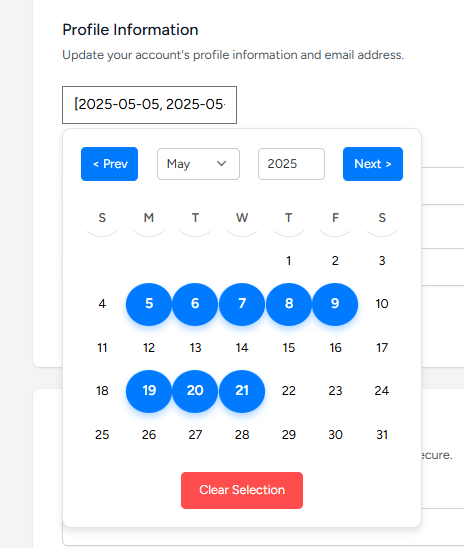 Profile Information
Update your account's profile information and email address.
[2025-05-05, 2025-05-
< Prev May 2025 Next >
S M T W T F S
1 2 3
4 5 6 7 8 9 10
11 12 13 14 15 16 17
18 19 20 21 22 23 24
25 26 27 28 29 30 31
ecure.
Clear Selection